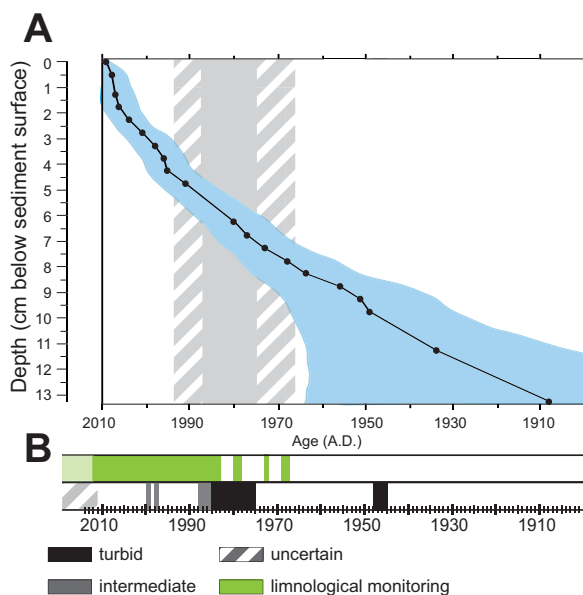 A
Depth (cm below sediment surface)
0
1
2
3
4
5
6
7
8
9
10
11
12
13
2010 1990 1970 1950 1930 1910
Age (A.D.)
B
2010 1990 1970 1950 1930 1910
turbid uncertain
intermediate limnological monitoring